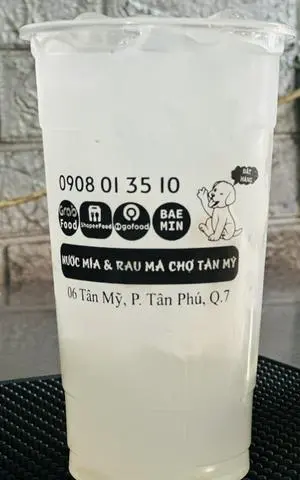 ĐẶT
HÀNG
0908 01 35 10
Grab
Food
ShopeeFood
gofood
BAE
MIN
NƯỚC MÍA & RAU MÁ CHỢ TÂN MỸ
06 Tân Mỹ, P. Tân Phú, Q.7